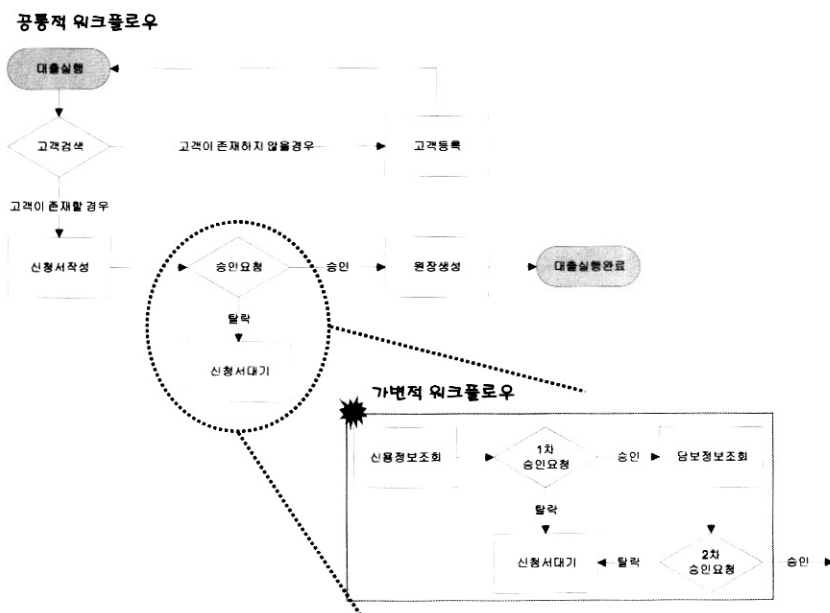 공통적 워크플로우
대출실행
고객검색
고객이 존재하지 않을경우
고객등록
고객이 존재할 경우
신청서작성
승인요청
승인
원장생성
대출실행완료
탈락
신청서대기
가변적 워크플로우
신용정보조회
1차
승인요청
승인
담보정보조회
탈락
신청서대기
탈락
2차
승인요청
승인